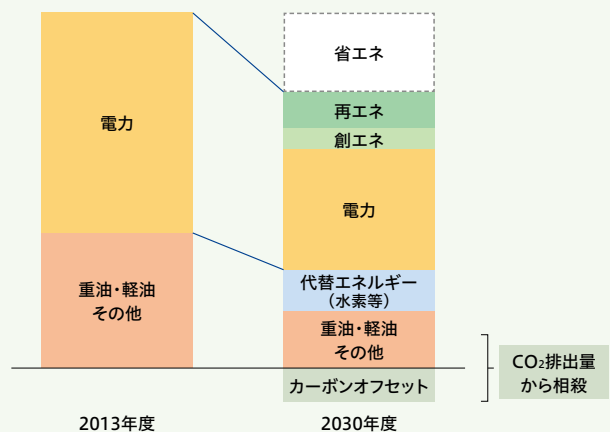 電力
重油・軽油
その他
2013年度
省エネ
再エネ
創エネ
電力
代替エネルギー
（水素等）
重油・軽油
その他
カーボンオフセット
2030年度
CO₂排出量
から相殺